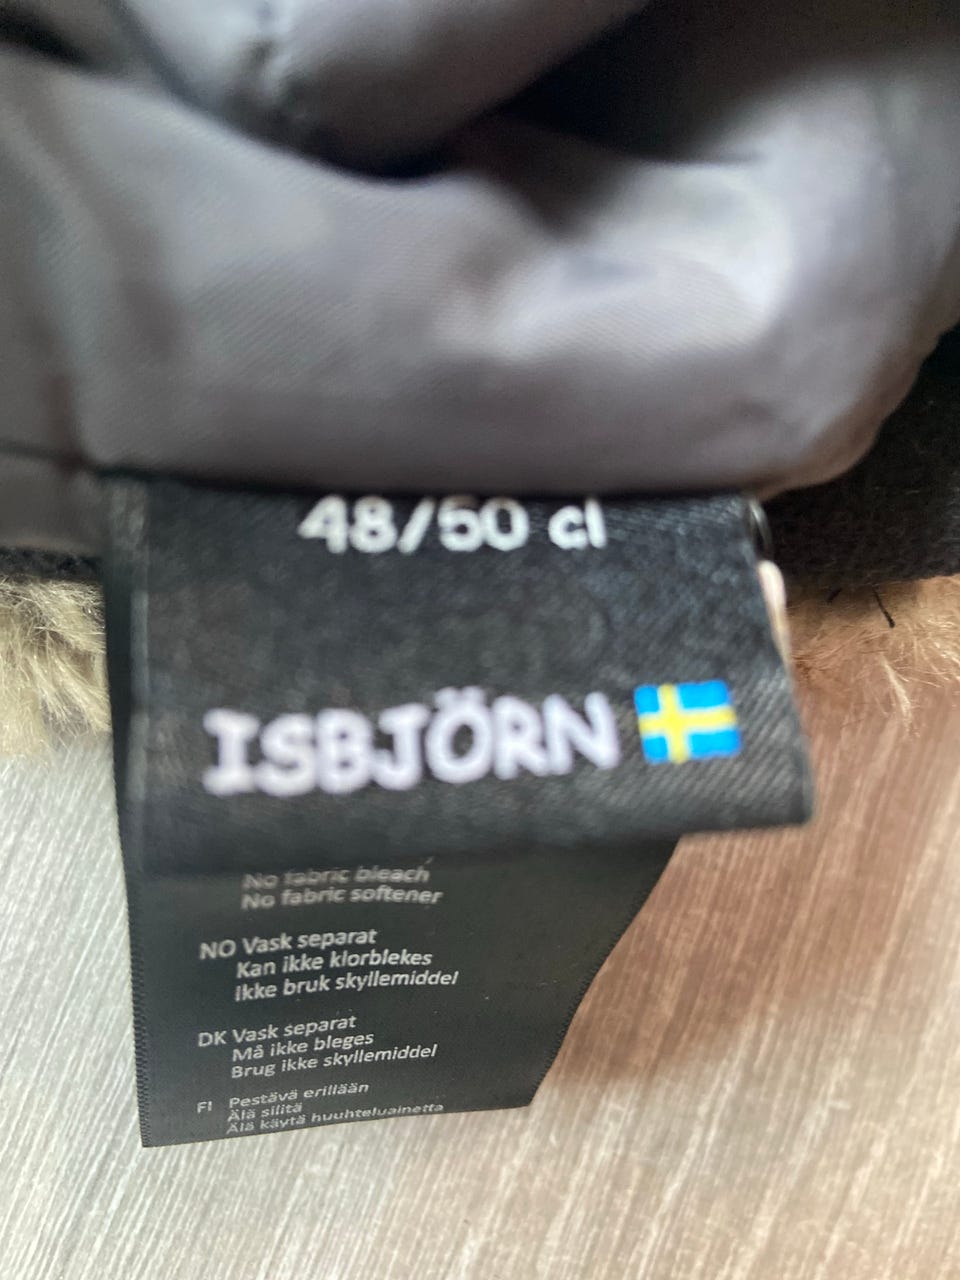 48/50 cl
ISBJÖRN
No fabric bleach
No fabric softener
NO Vask separat
Kan ikke klorblekes
Ikke bruk skyllemiddel
DK Vask separat
Må ikke bleges
Brug ikke skyllemiddel
FI Pestävä erillään
Älä silitä
Älä käytä huuhteluainetta